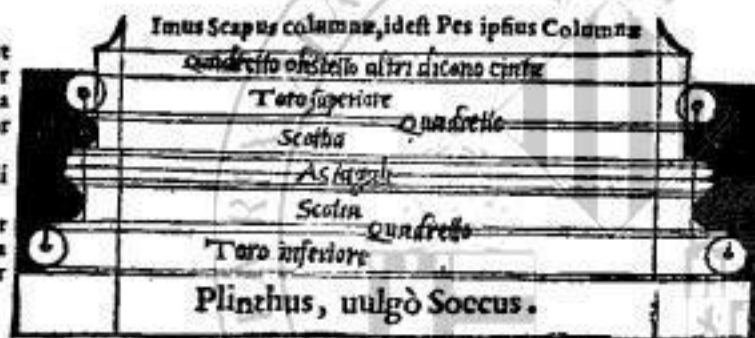 Imus Scapus columnæ, idest Pes ipsius Columnæ
Quadretto o listello altri dicono cinta
Toro superiore
Quadretto
Scotia
Astragali
Scotia
Quadretto
Toro inferiore
Plinthus, uulgò Soccus.